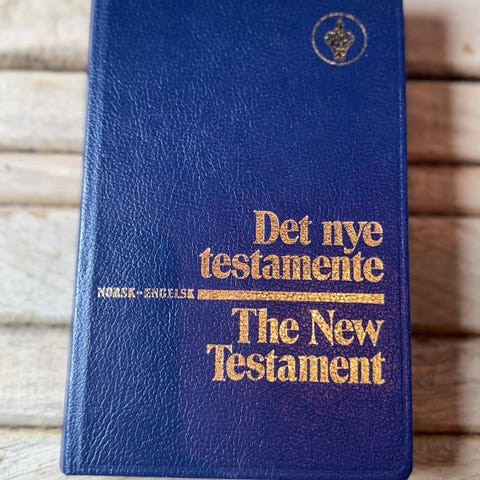 Det nye
testamente
NORSK-ENGELSK
The New
Testament